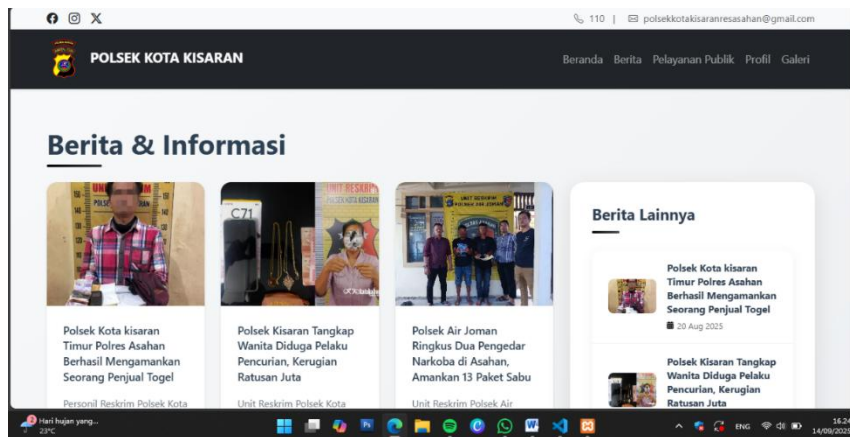 110 | polsekkotakisaranresasahan@gmail.com
POLSEK KOTA KISARAN
Beranda Berita Pelayanan Publik Profil Galeri
Berita & Informasi
UNIT RESKRIM
C71
UNIT RESKRIM
POLSEK AIR JOMAN
Polsek Kota kisaran
Timur Polres Asahan
Berhasil Mengamankan
Seorang Penjual Togel
Personil Reskrim Polsek Kota
Polsek Kisaran Tangkap
Wanita Diduga Pelaku
Pencurian, Kerugian
Ratusan Juta
Unit Reskrim Polsek Kota
Polsek Air Joman
Ringkus Dua Pengedar
Narkoba di Asahan,
Amankan 13 Paket Sabu
Unit Reskrim Polsek Air
Berita Lainnya
Polsek Kota kisaran
Timur Polres Asahan
Berhasil Mengamankan
Seorang Penjual Togel
20 Aug 2025
Polsek Kisaran Tangkap
Wanita Diduga Pelaku
Pencurian, Kerugian
Ratusan Juta
Hari hujan yang...
23°C
ENG
16.24
14/09/2025